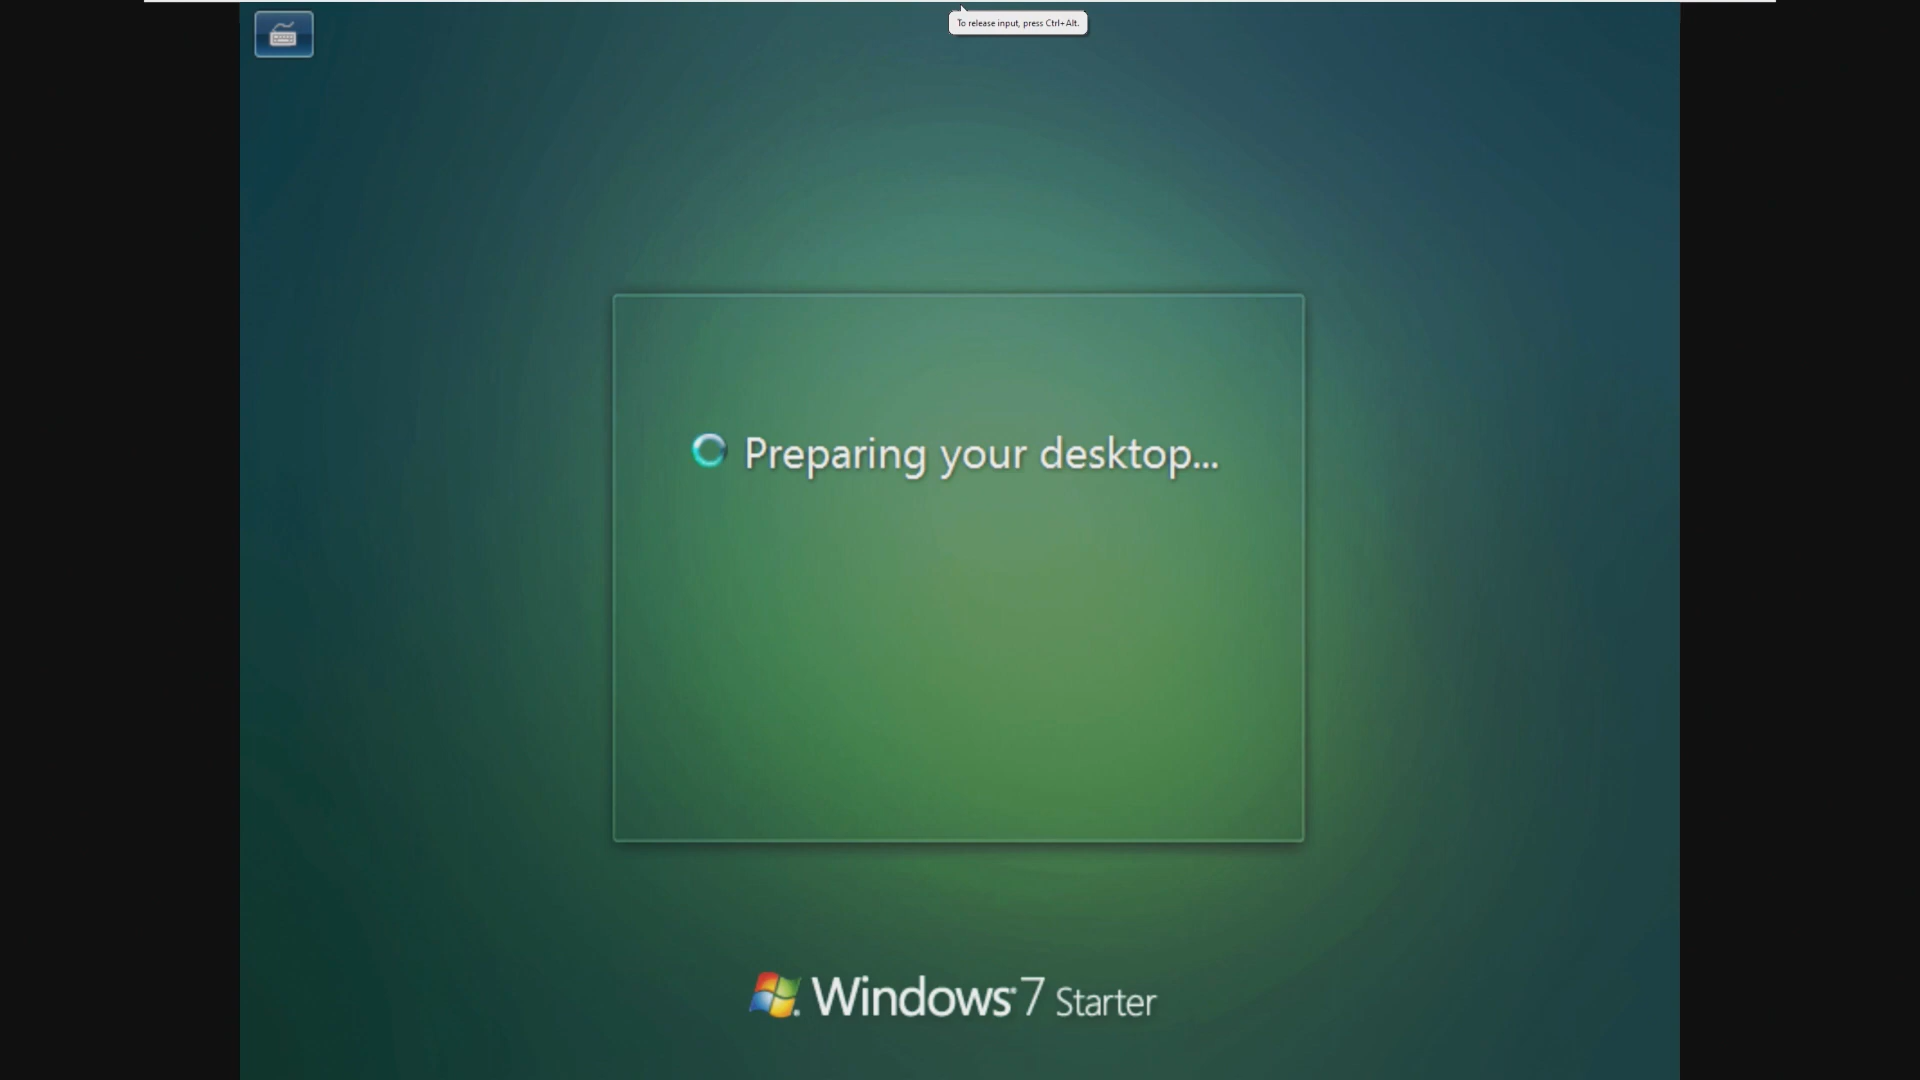 To release input, press Ctrl+Alt.
Preparing your desktop...
Windows 7 Starter